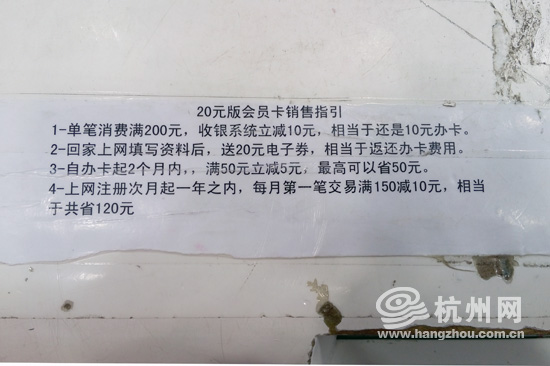 20元版会员卡销售指引
1-单笔消费满200元，收银系统立减10元，相当于还是10元办卡。
2-回家上网填写资料后，送20元电子券，相当于返还办卡费用。
3-自办卡起2个月内,，满50元立减5元，最高可以省50元。
4-上网注册次月起一年之内，每月第一笔交易满150减10元，相当
于共省120元
杭州网
www.hangzhou.com.cn